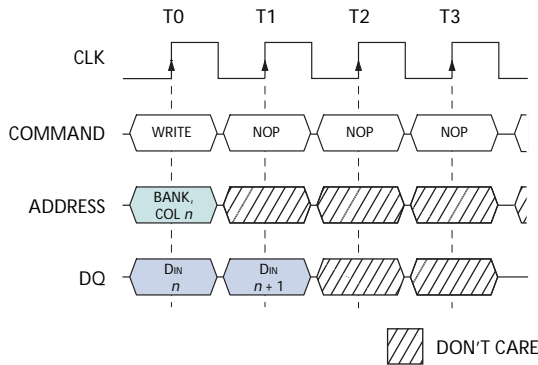 T0 T1 T2 T3
CLK
COMMAND WRITE NOP NOP NOP
ADDRESS BANK,
COL n
DQ DIN DIN
n n + 1
DON'T CARE